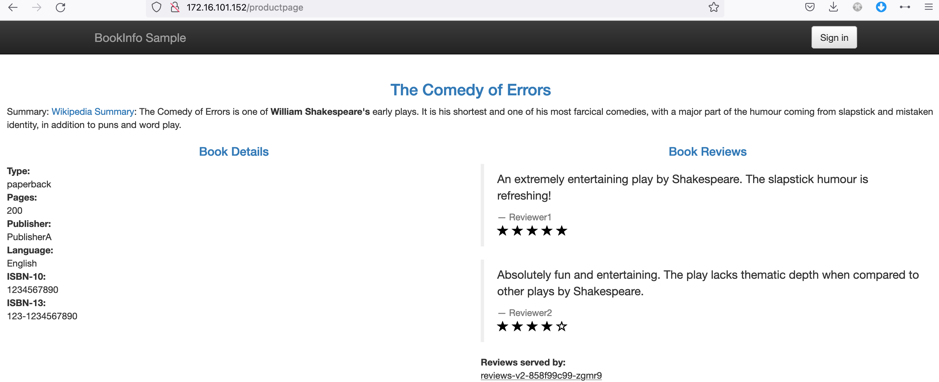 172.16.101.152/productpage
BookInfo Sample
Sign in
The Comedy of Errors
Summary: Wikipedia Summary: The Comedy of Errors is one of William Shakespeare's early plays. It is his shortest and one of his most farcical comedies, with a major part of the humour coming from slapstick and mistaken
identity, in addition to puns and word play.
Book Details
Type:
paperback
Pages:
200
Publisher:
PublisherA
Language:
English
ISBN-10:
1234567890
ISBN-13:
123-1234567890
Book Reviews
An extremely entertaining play by Shakespeare. The slapstick humour is
refreshing!
— Reviewer1
★ ★ ★ ★ ★
Absolutely fun and entertaining. The play lacks thematic depth when compared to
other plays by Shakespeare.
— Reviewer2
★ ★ ★ ★ ☆
Reviews served by:
reviews-v2-858f99c99-zgmr9